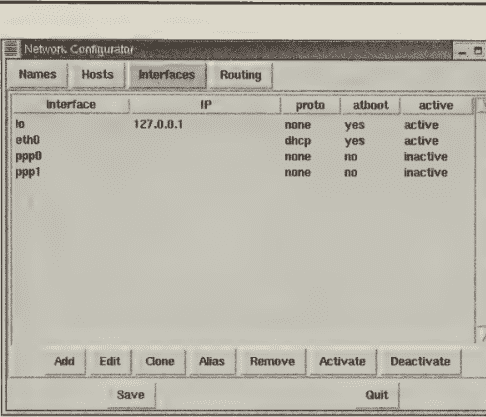 Network Configurator
Names Hosts Interfaces Routing
Interface IP proto atboot active
lo 127.0.0.1 none yes active
eth0 dhcp yes active
ppp0 none no inactive
ppp1 none no inactive
Add Edit Clone Alias Remove Activate Deactivate
Save Quit